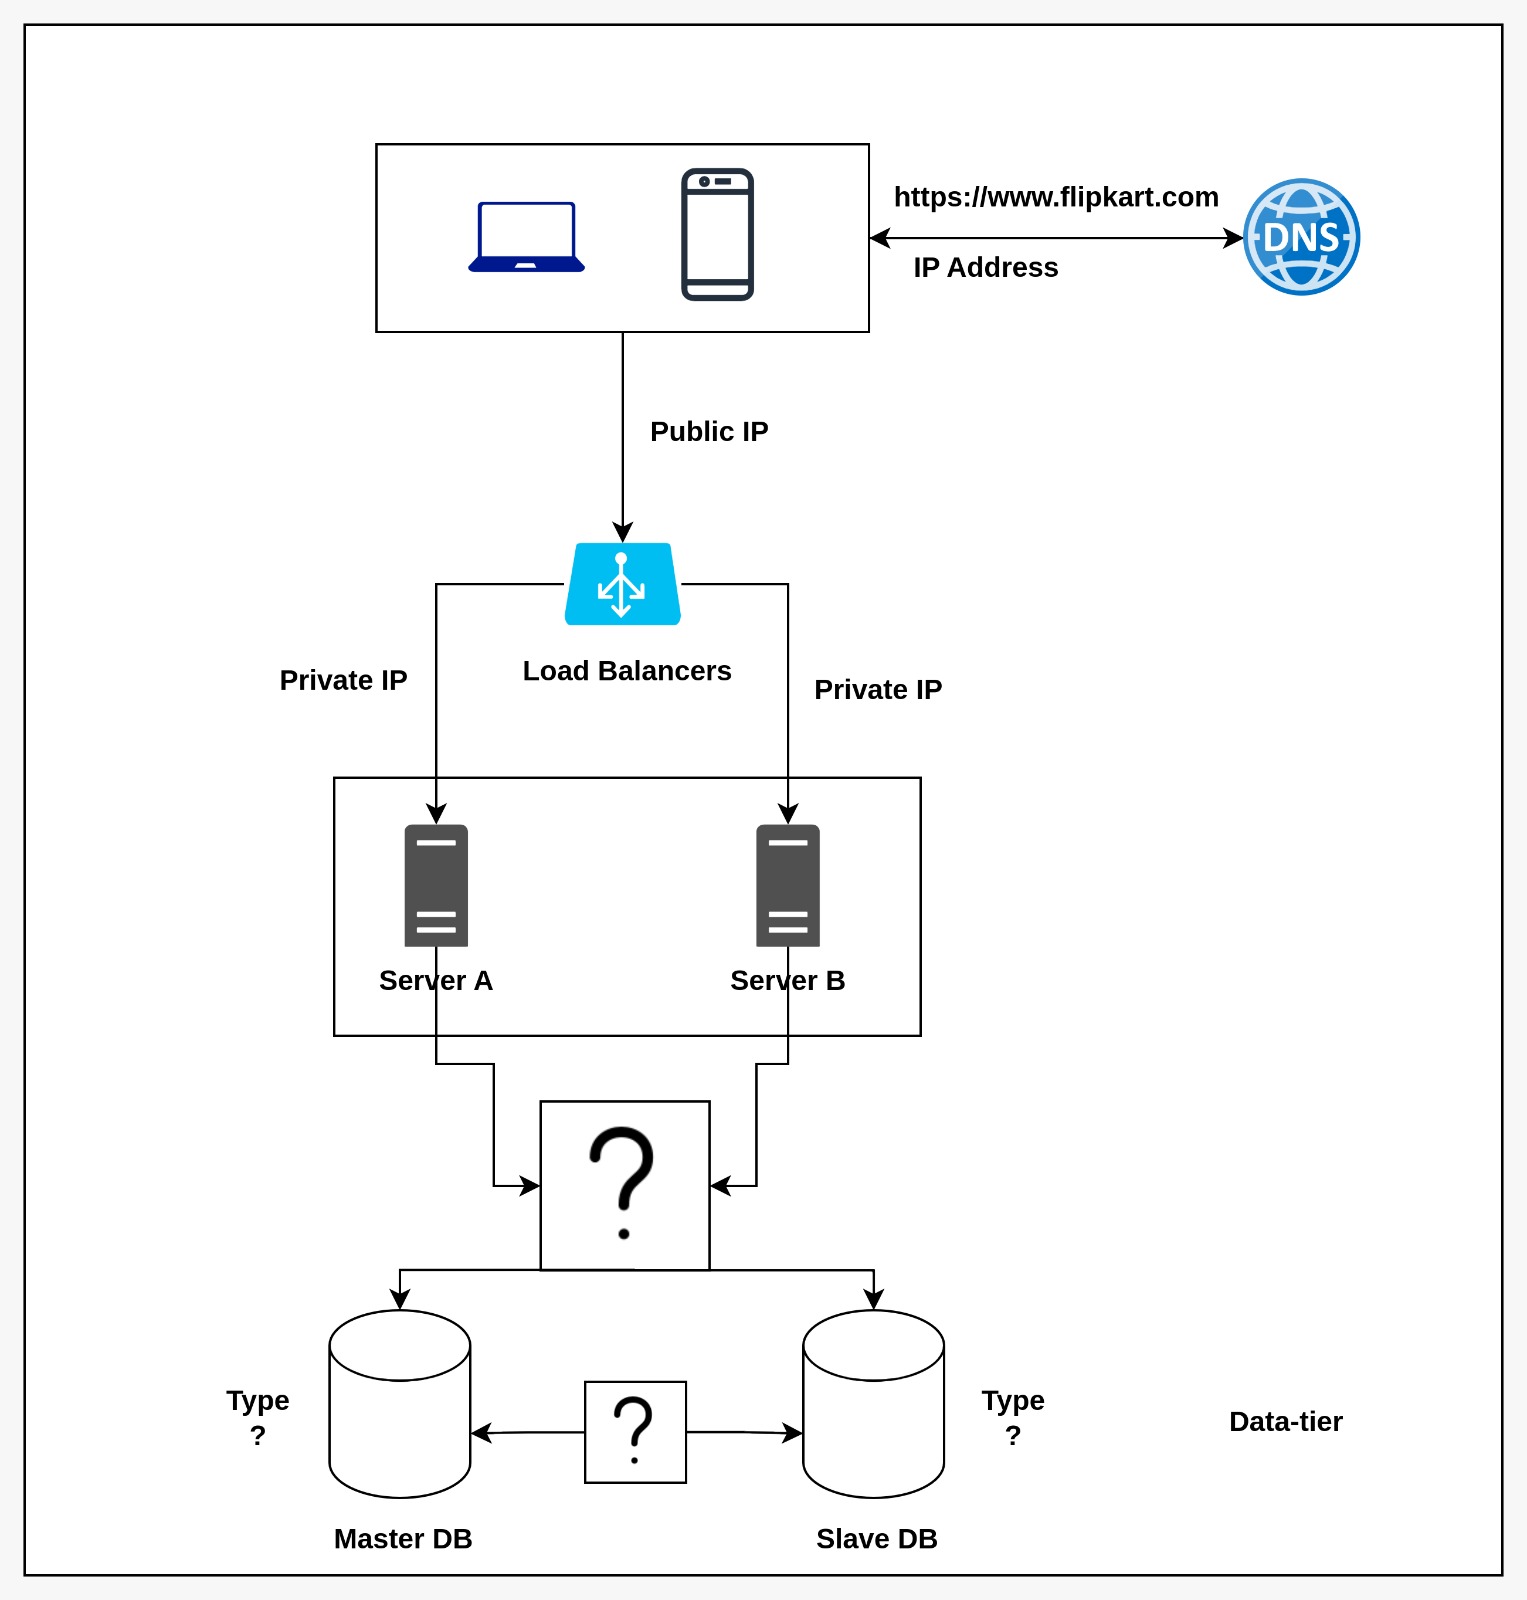 https://www.flipkart.com
DNS
IP Address
Public IP
Load Balancers
Private IP
Private IP
Server A
Server B
?
Type
?
?
Type
?
Data-tier
Master DB
Slave DB